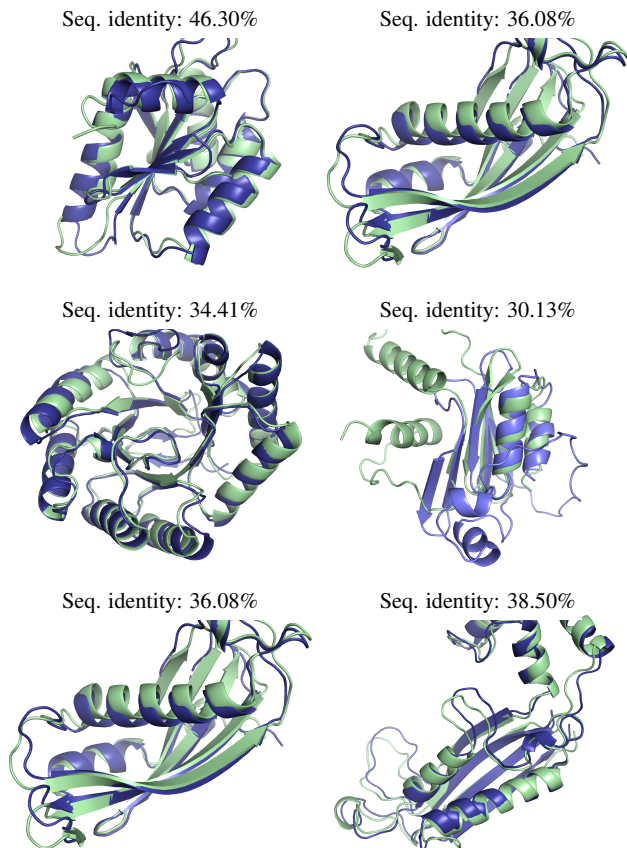 Seq. identity: 46.30%
Seq. identity: 36.08%
Seq. identity: 34.41%
Seq. identity: 30.13%
Seq. identity: 36.08%
Seq. identity: 38.50%